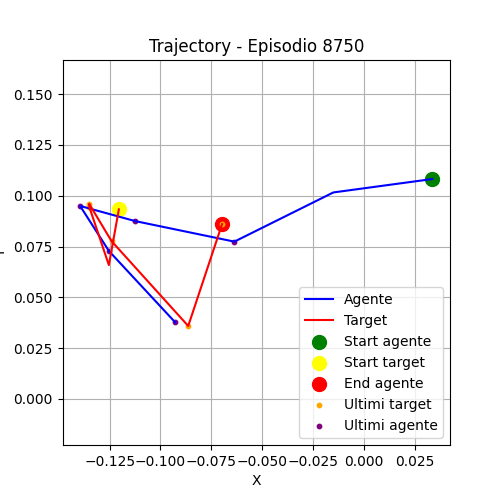 Trajectory - Episodio 8750
0.150
0.125
0.100
0.075
0.050
0.025
0.000
−0.125
−0.100
−0.075
−0.050
−0.025
0.000
0.025
X
Agente
Target
Start agente
Start target
End agente
Ultimi target
Ultimi agente